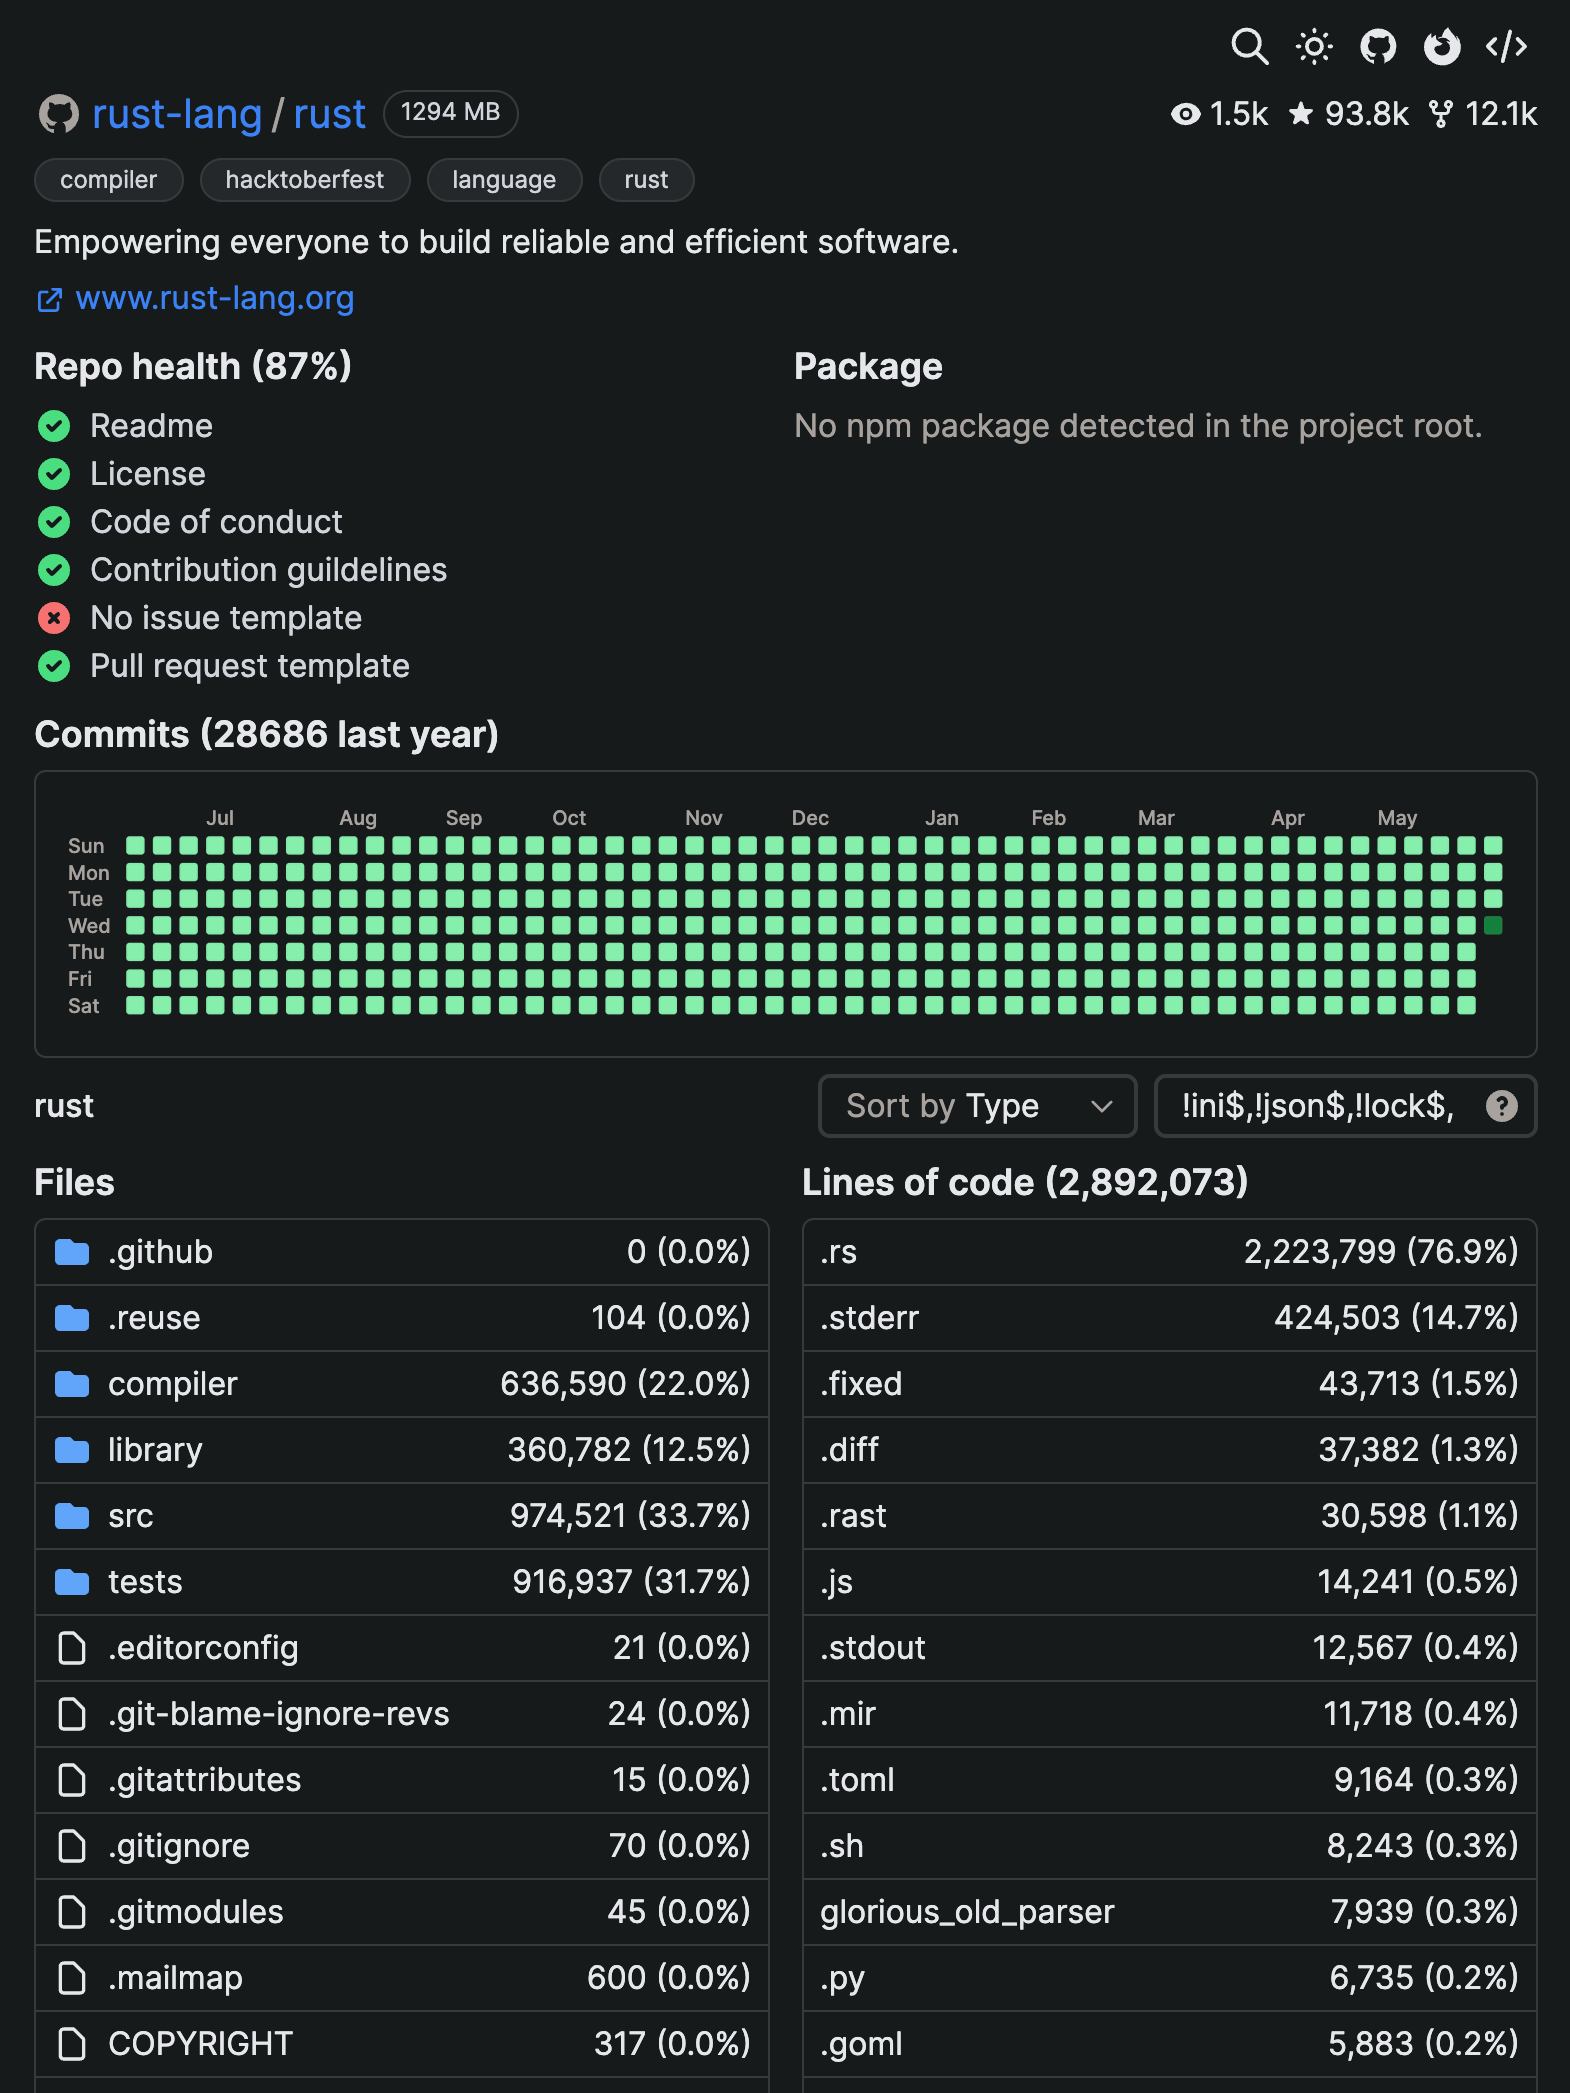 rust-lang / rust 1294 MB 1.5k 93.8k 12.1k
compiler hacktoberfest language rust
Empowering everyone to build reliable and efficient software.
www.rust-lang.org
Repo health (87%)
Readme
License
Code of conduct
Contribution guildelines
No issue template
Pull request template
Package
No npm package detected in the project root.
Commits (28686 last year)
Jul Aug Sep Oct Nov Dec Jan Feb Mar Apr May
Sun
Mon
Tue
Wed
Thu
Fri
Sat
rust Sort by Type !ini$,!json$,!lock$, ?
Files
.github 0 (0.0%)
.reuse 104 (0.0%)
compiler 636,590 (22.0%)
library 360,782 (12.5%)
src 974,521 (33.7%)
tests 916,937 (31.7%)
.editorconfig 21 (0.0%)
.git-blame-ignore-revs 24 (0.0%)
.gitattributes 15 (0.0%)
.gitignore 70 (0.0%)
.gitmodules 45 (0.0%)
.mailmap 600 (0.0%)
COPYRIGHT 317 (0.0%)
Lines of code (2,892,073)
.rs 2,223,799 (76.9%)
.stderr 424,503 (14.7%)
.fixed 43,713 (1.5%)
.diff 37,382 (1.3%)
.rast 30,598 (1.1%)
.js 14,241 (0.5%)
.stdout 12,567 (0.4%)
.mir 11,718 (0.4%)
.toml 9,164 (0.3%)
.sh 8,243 (0.3%)
glorious_old_parser 7,939 (0.3%)
.py 6,735 (0.2%)
.goml 5,883 (0.2%)